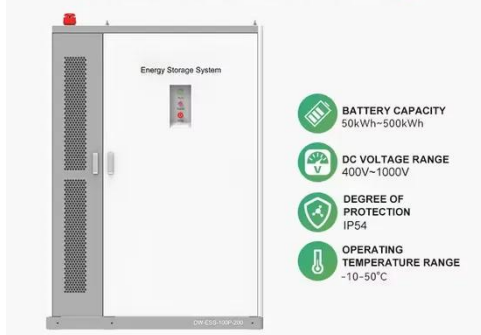 Energy Storage System
BATTERY CAPACITY
50kWh~500kWh
DC VOLTAGE RANGE
400V~1000V
V
DEGREE OF
PROTECTION
IP54
OPERATING
TEMPERATURE RANGE
-10-50°C